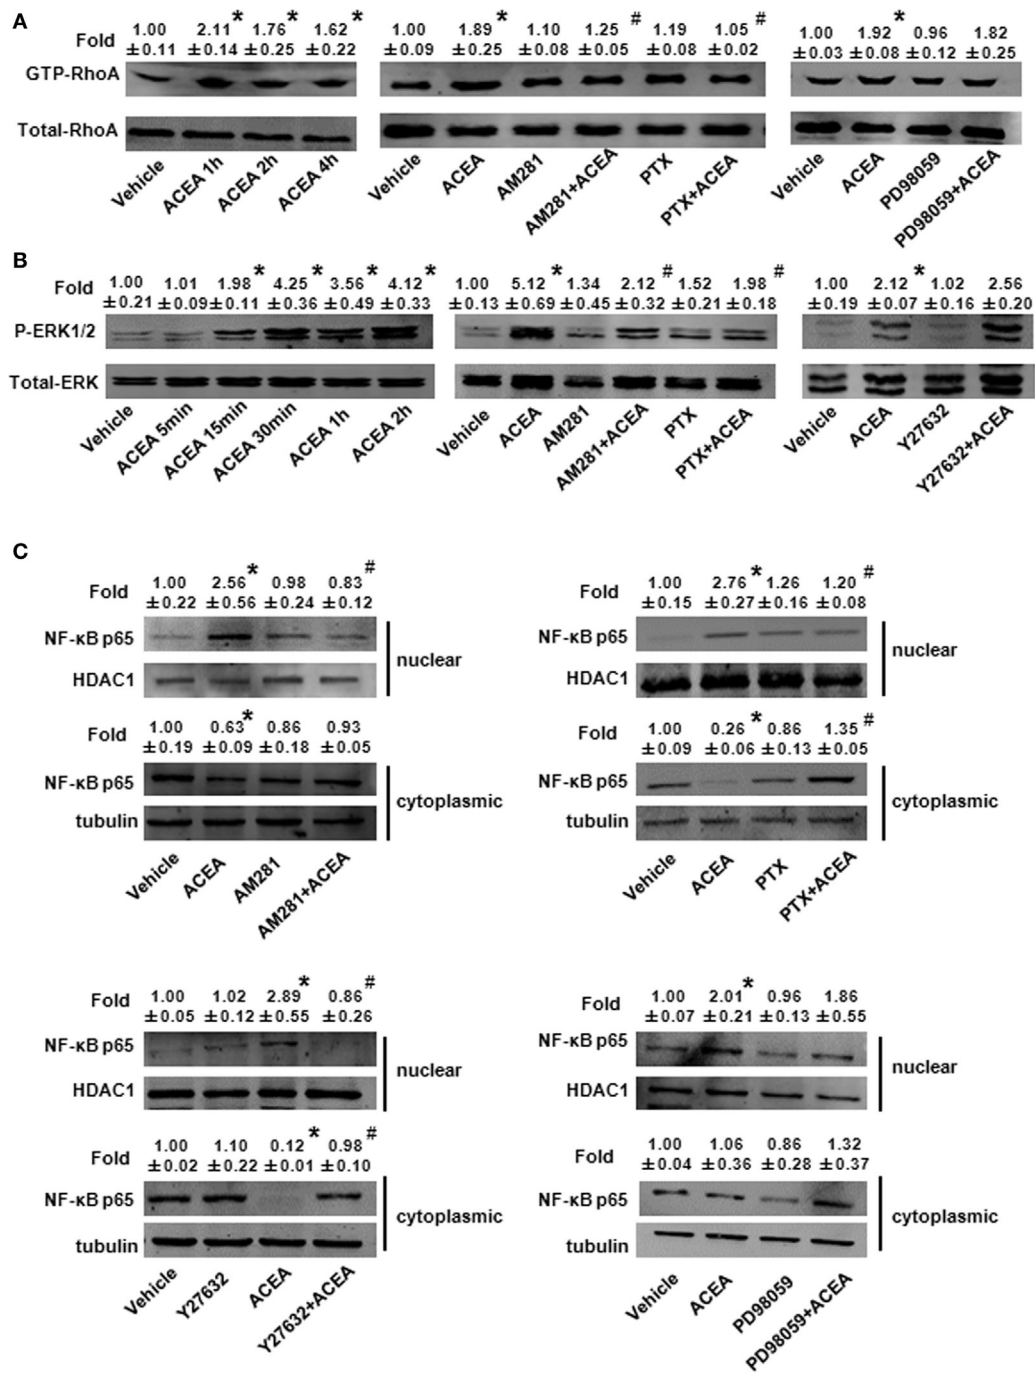 A
Fold 1.00 2.11 * 1.76 * 1.62 * 1.00 1.89 * 1.10 1.25 # 1.19 1.05 # 1.00 1.92 * 0.96 1.82
±0.11 ±0.14 ±0.25 ±0.22 ±0.09 ±0.25 ±0.08 ±0.05 ±0.08 ±0.02 ±0.03 ±0.08 ±0.12 ±0.25
GTP-RhoA
Total-RhoA
Vehicle ACEA 1h ACEA 2h ACEA 4h Vehicle ACEA AM281 AM281+ACEA PTX PTX+ACEA Vehicle ACEA PD98059 PD98059+ACEA
B
Fold 1.00 1.01 1.98 * 4.25 * 3.56 * 4.12 * 1.00 5.12 * 1.34 2.12 # 1.52 1.98 # 1.00 2.12 * 1.02 2.56
±0.21 ±0.09 ±0.11 ±0.36 ±0.49 ±0.33 ±0.13 ±0.69 ±0.45 ±0.32 ±0.21 ±0.18 ±0.19 ±0.07 ±0.16 ±0.20
P-ERK1/2
Total-ERK
Vehicle ACEA 5min ACEA 15min ACEA 30min ACEA 1h ACEA 2h Vehicle ACEA AM281 AM281+ACEA PTX PTX+ACEA Vehicle ACEA Y27632 Y27632+ACEA
C
Fold 1.00 2.56 * 0.98 0.83 #
±0.22 ±0.56 ±0.24 ±0.12
NF-κB p65
HDAC1
nuclear
Fold 1.00 0.63 * 0.86 0.93
±0.19 ±0.09 ±0.18 ±0.05
NF-κB p65
tubulin
cytoplasmic
Vehicle ACEA AM281 AM281+ACEA
Fold 1.00 2.76 * 1.26 1.20 #
±0.15 ±0.27 ±0.16 ±0.08
NF-κB p65
HDAC1
nuclear
Fold 1.00 0.26 * 0.86 1.35 #
±0.09 ±0.06 ±0.13 ±0.05
NF-κB p65
tubulin
cytoplasmic
Vehicle ACEA PTX PTX+ACEA
Fold 1.00 1.02 2.89 * 0.86 #
±0.05 ±0.12 ±0.55 ±0.26
NF-κB p65
HDAC1
nuclear
Fold 1.00 1.10 0.12 * 0.98 #
±0.02 ±0.22 ±0.01 ±0.10
NF-κB p65
tubulin
cytoplasmic
Vehicle Y27632 ACEA Y27632+ACEA
Fold 1.00 2.01 * 0.96 1.86
±0.07 ±0.21 ±0.13 ±0.55
NF-κB p65
HDAC1
nuclear
Fold 1.00 1.06 0.86 1.32
±0.04 ±0.36 ±0.28 ±0.37
NF-κB p65
tubulin
cytoplasmic
Vehicle ACEA PD98059 PD98059+ACEA